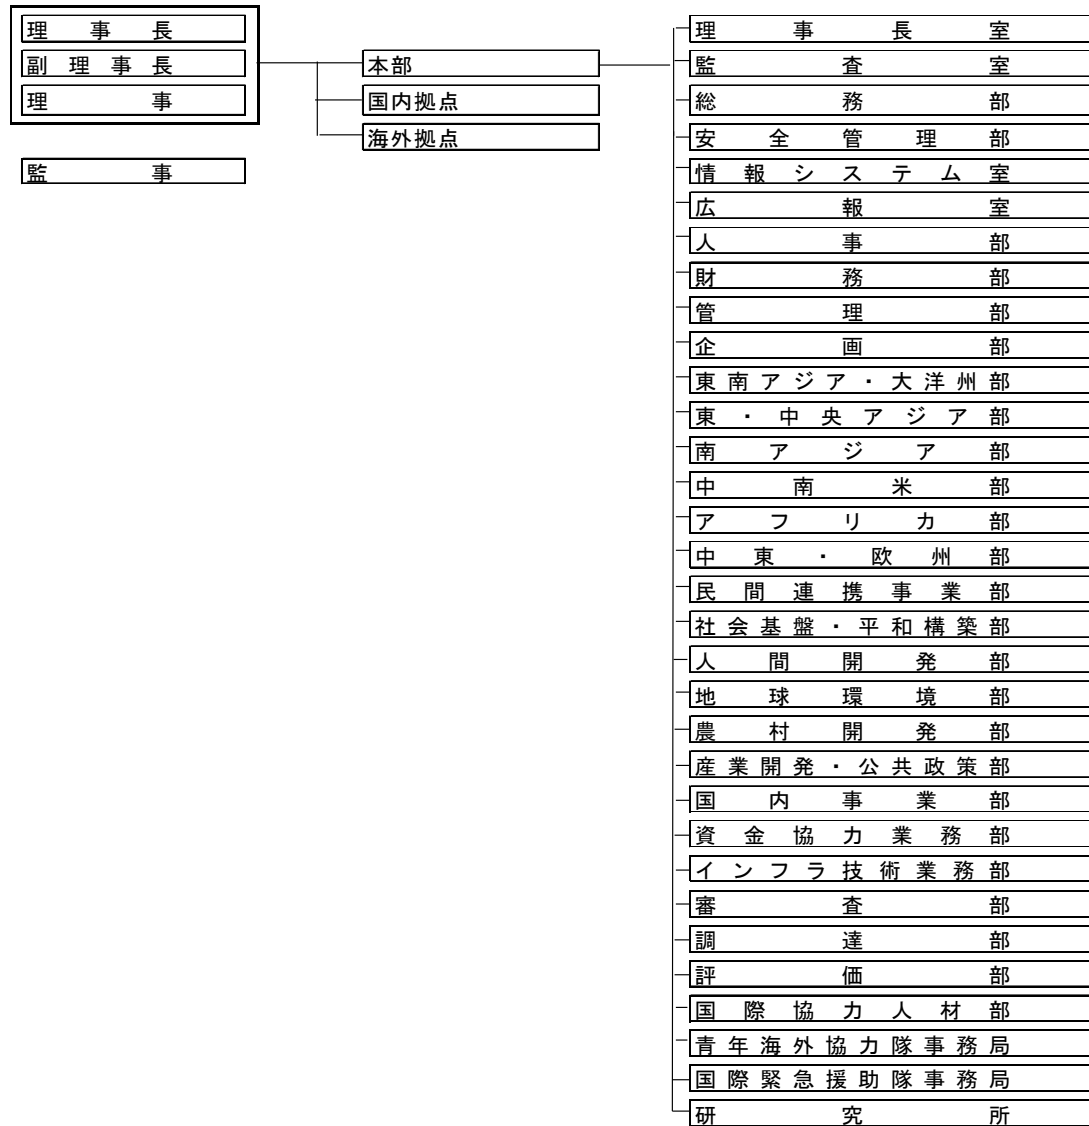 理事長
副理事長
理事
監事
本部
国内拠点
海外拠点
理事長室
監査室
総務部
安全管理部
情報システム室
広報室
人事部
財務部
管理部
企画部
東南アジア・大洋州部
東・中央アジア部
南アジア部
中南米部
アフリカ部
中東・欧州部
民間連携事業部
社会基盤・平和構築部
人間開発部
地球環境部
農村開発部
産業開発・公共政策部
国内事業部
資金協力業務部
インフラ技術業務部
審査部
調達部
評価部
国際協力人材部
青年海外協力隊事務局
国際緊急援助隊事務局
研究所